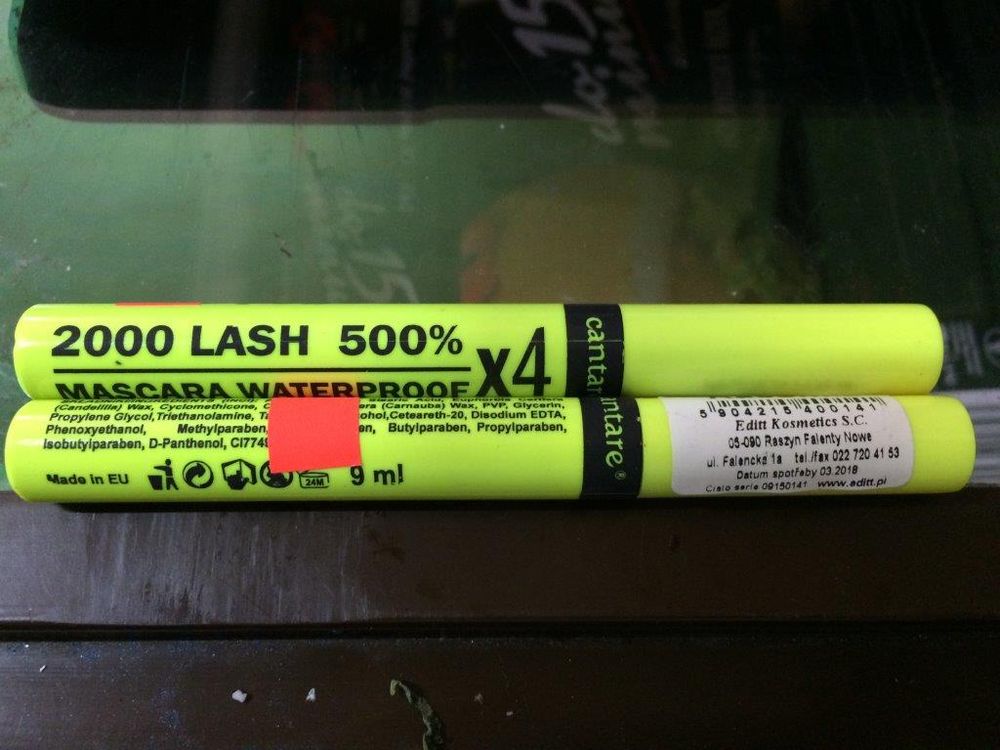 do 15
2000 LASH 500%
MASCARA WATERPROOF
x4
cantare
(Candelilla) Wax, Cyclomethicone, (Carnauba) Wax, PVP, Glycerin,
Propylene Glycol,Triethanolamine, Ceteareth-20, Disodium EDTA,
Phenoxyethanol, Methylparaben, Butylparaben, Propylparaben,
Isobutylparaben, D-Panthenol,
Made in EU
24M
9 ml
ntare®
5 904215 400141
Editt Kosmetics S.C.
05-090 Raszyn Falenty Nowe
ul. Falencka 1a tel./fax 022 720 41 53
Datum spotřeby 03.2018
Číslo serie 09150141 www.editt.pl